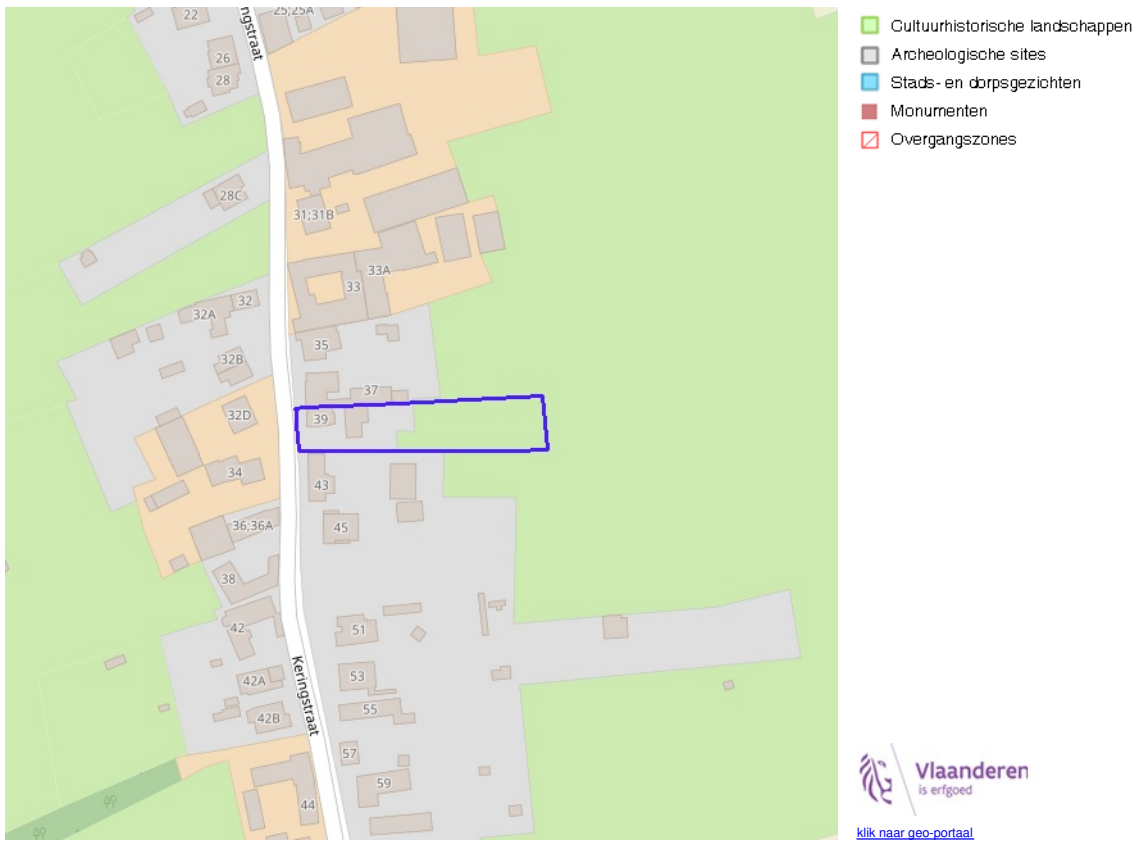 22
25;25A
ringstraat
26
28
28C
31;31B
33A
33
32
32A
35
32B
37
32D
39
34
43
36;36A
45
38
42
51
Keringstraat
53
42A
55
42B
57
59
44
Cultuurhistorische landschappen
Archeologische sites
Stads- en dorpsgezichten
Monumenten
Overgangszones
Vlaanderen
is erfgoed
klik naar geo-portaal